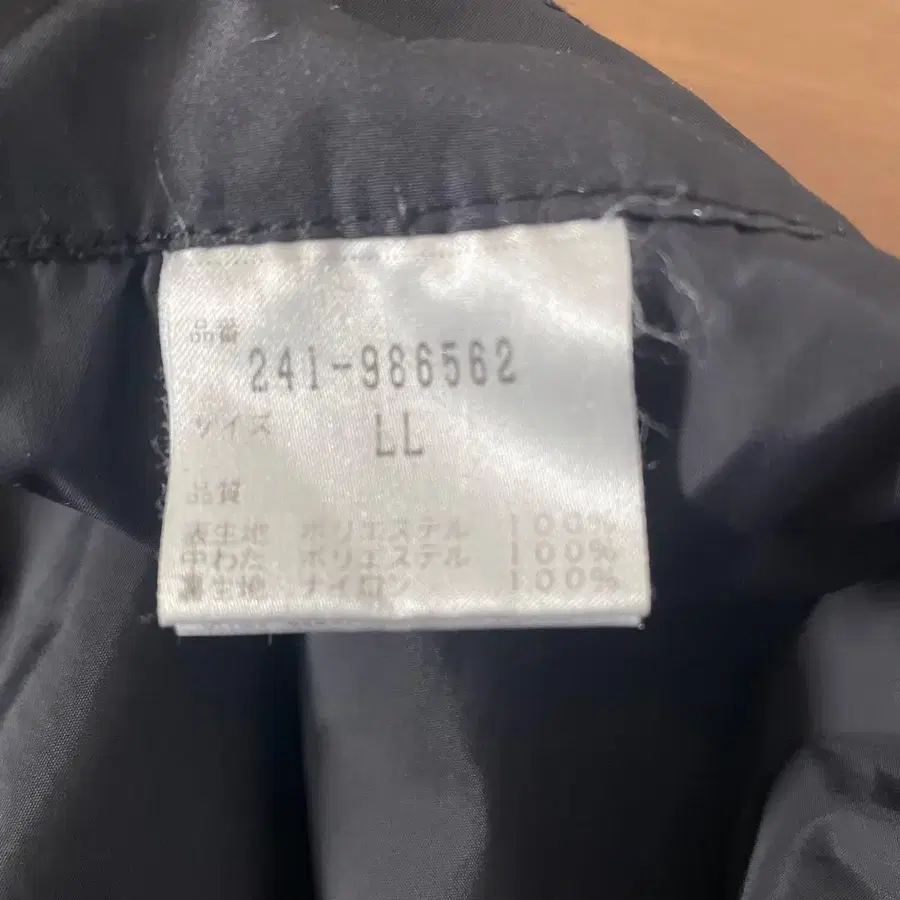 品番
241-986562
サイズ LL
品質
表生地 ポリエステル 100%
中わた ポリエステル 100%
裏生地 ナイロン 100%